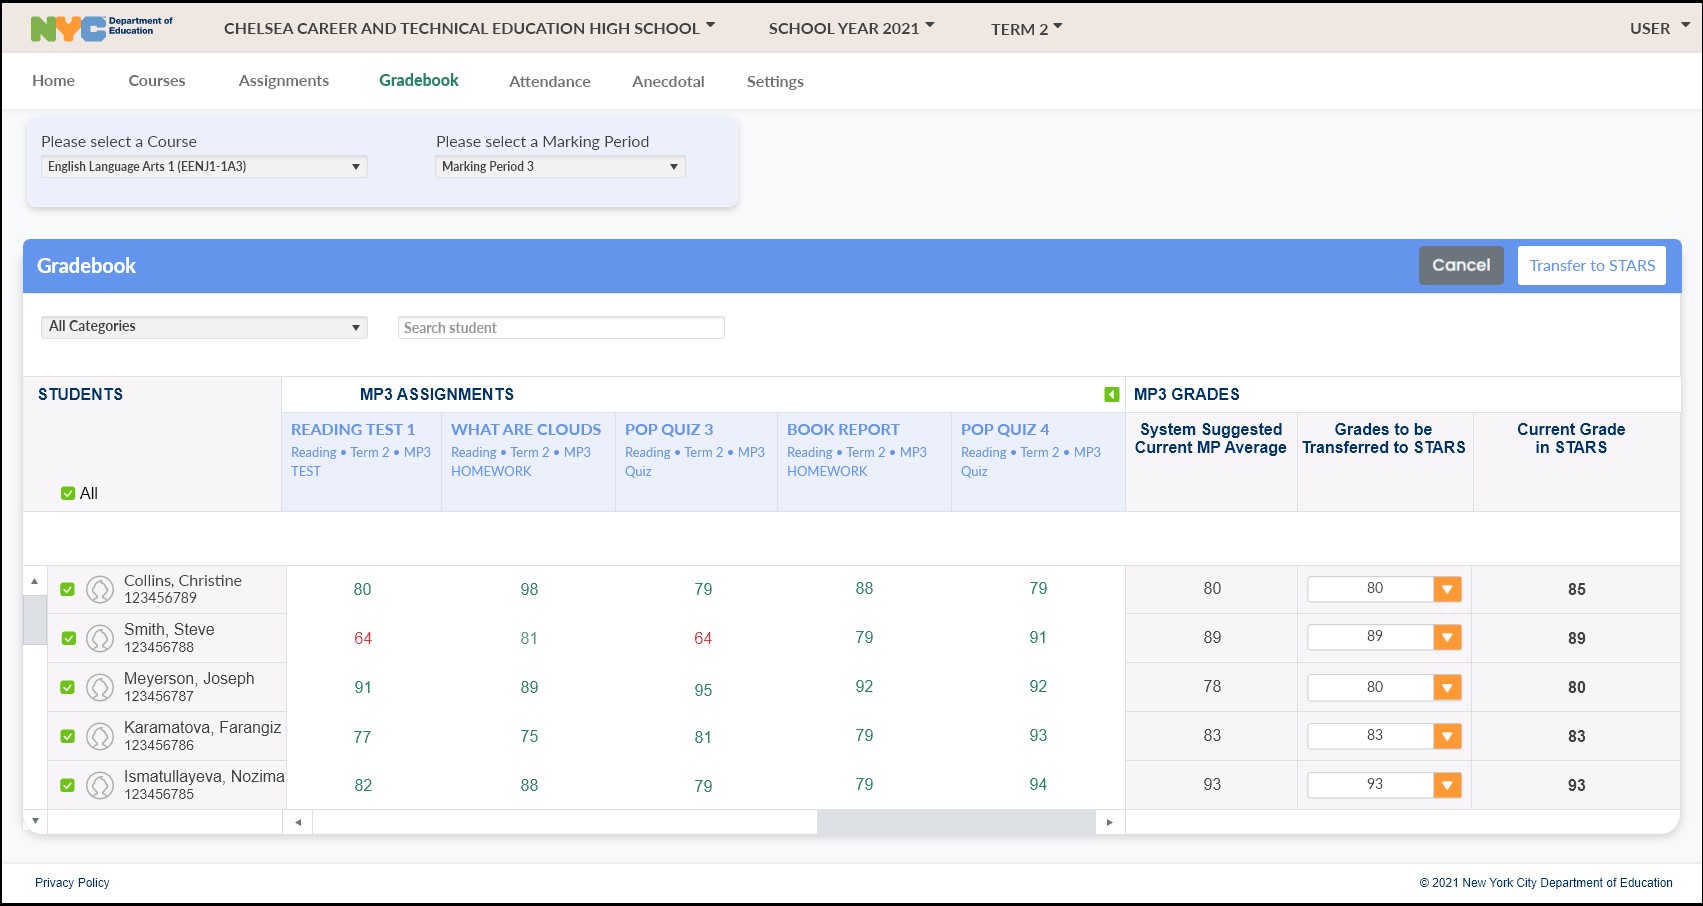 NYC Department of
Education
CHELSEA CAREER AND TECHNICAL EDUCATION HIGH SCHOOL
SCHOOL YEAR 2021
TERM 2
USER
Home
Courses
Assignments
Gradebook
Attendance
Anecdotal
Settings
Please select a Course
Please select a Marking Period
English Language Arts 1 (EENJ1-1A3)
Marking Period 3
Gradebook
Cancel
Transfer to STARS
All Categories
Search student
STUDENTS
MP3 ASSIGNMENTS
MP3 GRADES
READING TEST 1
Reading • Term 2 • MP3
TEST
WHAT ARE CLOUDS
Reading • Term 2 • MP3
HOMEWORK
POP QUIZ 3
Reading • Term 2 • MP3
Quiz
BOOK REPORT
Reading • Term 2 • MP3
HOMEWORK
POP QUIZ 4
Reading • Term 2 • MP3
Quiz
System Suggested
Current MP Average
Grades to be
Transferred to STARS
Current Grade
in STARS
All
Collins, Christine
123456789
80 98 79 88 79 80 80 85
Smith, Steve
123456788
64 81 64 79 91 89 89 89
Meyerson, Joseph
123456787
91 89 95 92 92 78 80 80
Karamatova, Farangiz
123456786
77 75 81 79 93 83 83 83
Ismatullayeva, Nozima
123456785
82 88 79 79 94 93 93 93
Privacy Policy
© 2021 New York City Department of Education